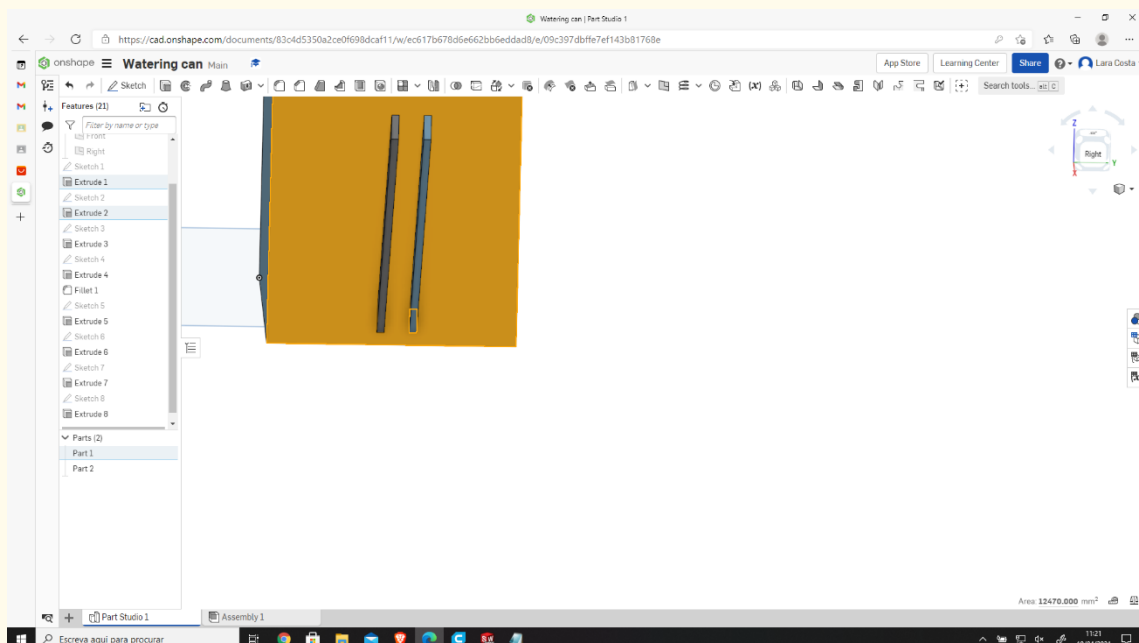 Watering can | Part Studio 1
https://cad.onshape.com/documents/83c4d5350a2ce0f698dcaf11/w/ec617b678d6e662bb6eddad8/e/09c397dbffe7ef143b81768e
onshape Watering can Main
App Store Learning Center Share Lara Costa
Sketch
Search tools... alt C
Features (21)
Filter by name or type
Front
Right
Sketch 1
Extrude 1
Sketch 2
Extrude 2
Sketch 3
Extrude 3
Sketch 4
Extrude 4
Fillet 1
Sketch 5
Extrude 5
Sketch 6
Extrude 6
Sketch 7
Extrude 7
Sketch 8
Extrude 8
Parts (2)
Part 1
Part 2
Z
Right
Y
X
Area: 12470.000 mm²
Part Studio 1 Assembly 1
Escreva aqui para procurar
11:21